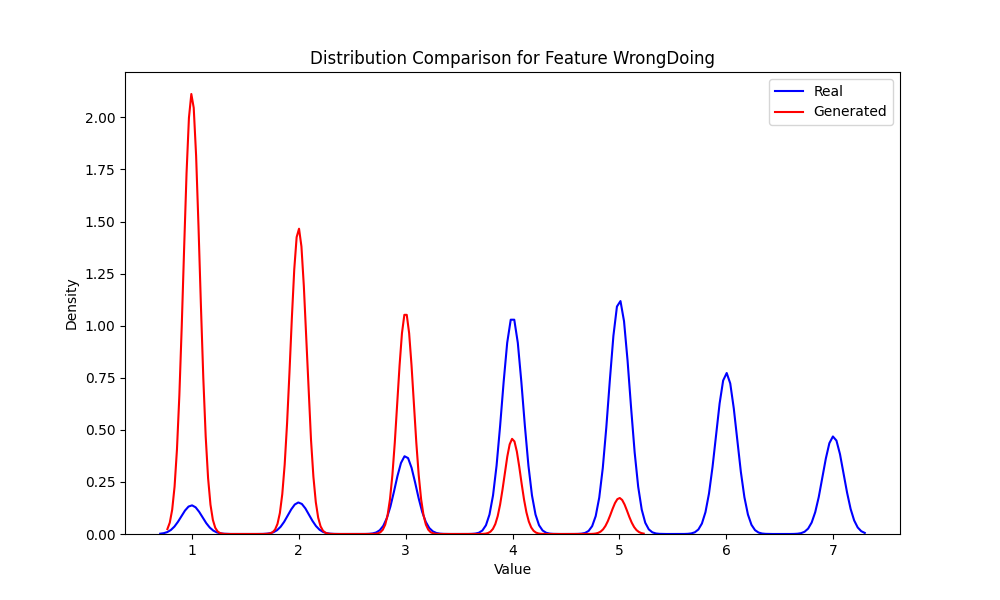 Distribution Comparison for Feature WrongDoing
Real
Generated
Density
2.00
1.75
1.50
1.25
1.00
0.75
0.50
0.25
0.00
1 2 3 4 5 6 7
Value